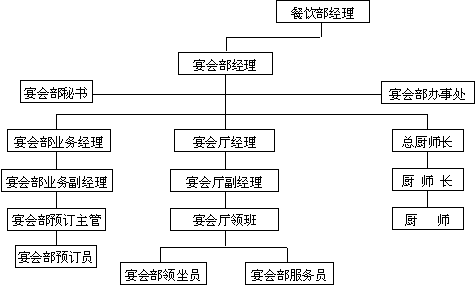 餐饮部经理
宴会部经理
宴会部秘书
宴会部办事处
宴会部业务经理
宴会厅经理
总厨师长
宴会部业务副经理
宴会厅副经理
厨 师 长
宴会部预订主管
宴会厅领班
厨 师
宴会部预订员
宴会部领坐员
宴会部服务员